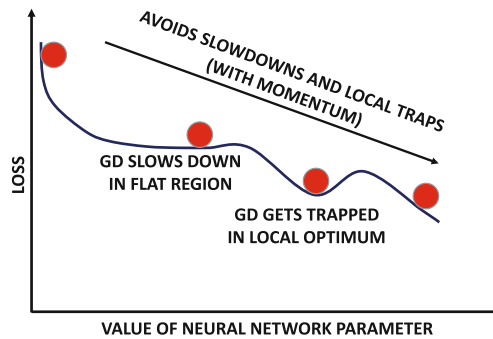 AVOIDS SLOWDOWNS AND LOCAL TRAPS
(WITH MOMENTUM)
GD SLOWS DOWN
IN FLAT REGION
GD GETS TRAPPED
IN LOCAL OPTIMUM
LOSS
VALUE OF NEURAL NETWORK PARAMETER